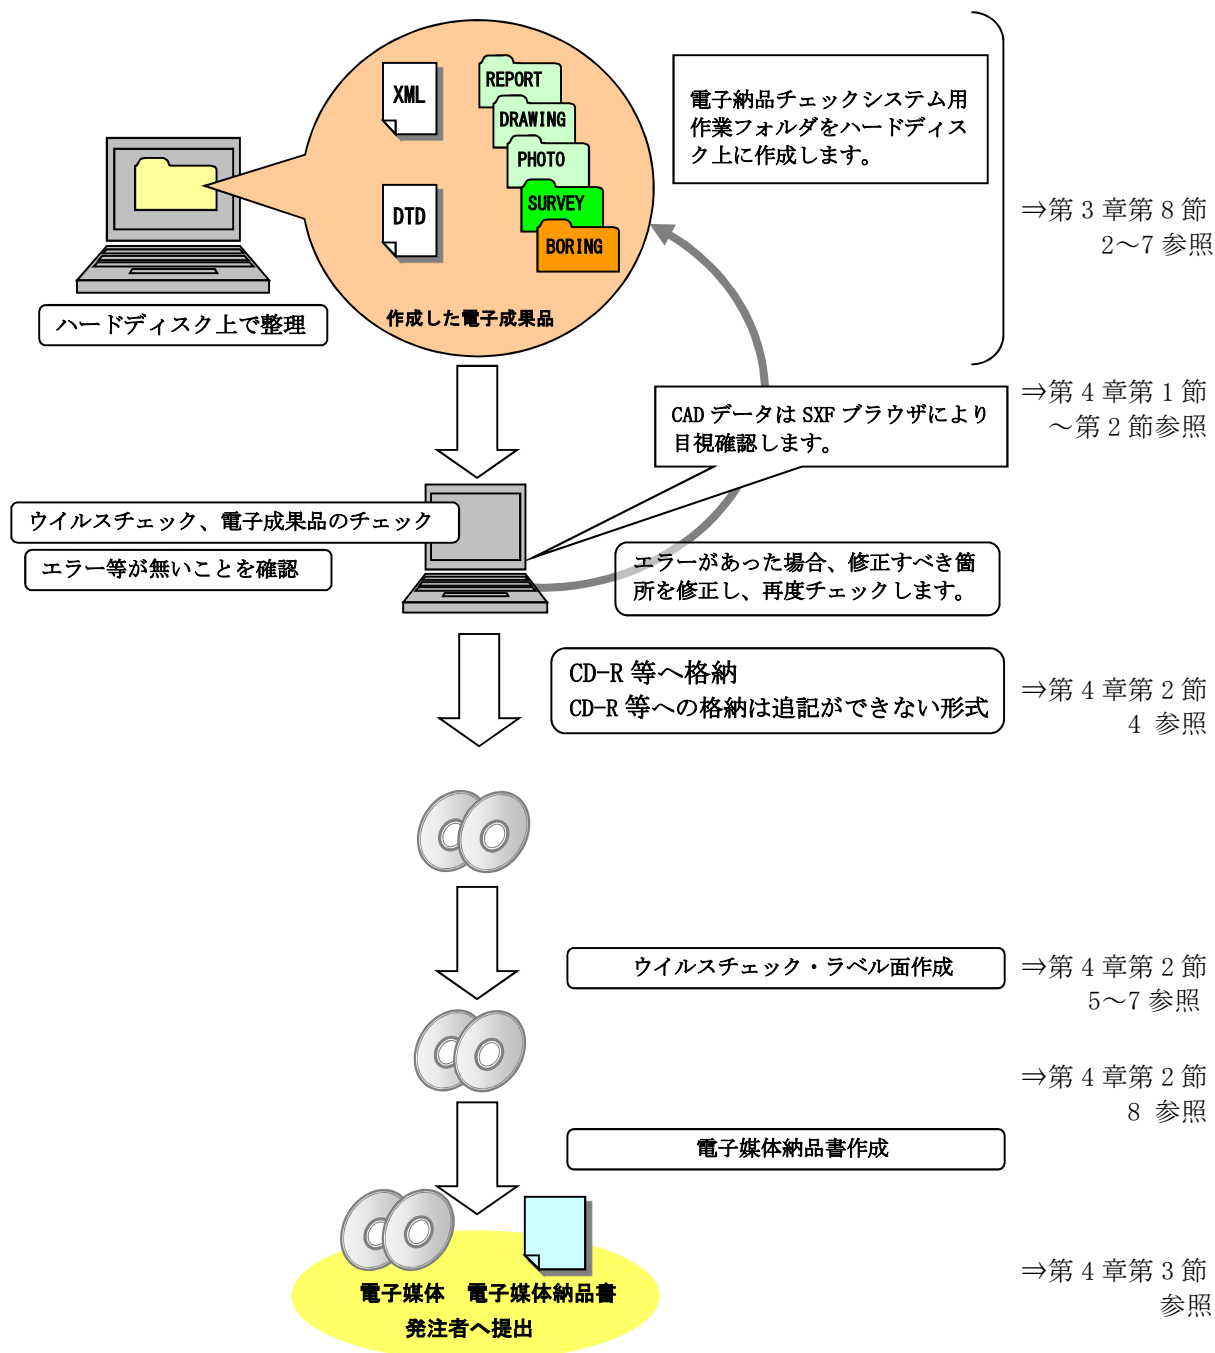 XML
REPORT
DRAWING
PHOTO
SURVEY
BORING
DTD
作成した電子成果品
ハードディスク上で整理
電子納品チェックシステム用
作業フォルダをハードディス
ク上に作成します。
⇒第3章第8節
2～7参照
⇒第4章第1節
～第2節参照
CADデータはSXFブラウザにより
目視確認します。
ウイルスチェック、電子成果品のチェック
エラー等が無いことを確認
エラーがあった場合、修正すべき箇
所を修正し、再度チェックします。
CD-R等へ格納
CD-R等への格納は追記ができない形式
⇒第4章第2節
4 参照
ウイルスチェック・ラベル面作成
⇒第4章第2節
5～7参照
⇒第4章第2節
8 参照
電子媒体納品書作成
電子媒体 電子媒体納品書
発注者へ提出
⇒第4章第3節
参照